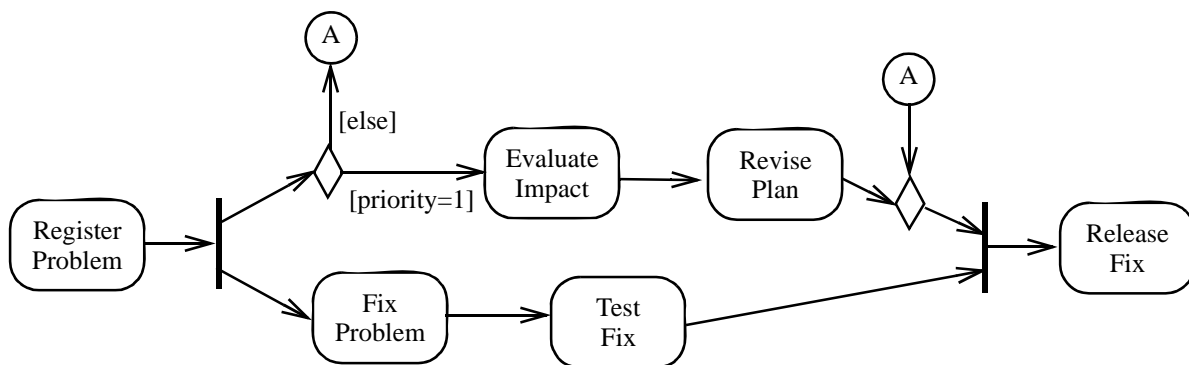 A
A
[else]
Evaluate
Impact
Revise
Plan
[priority=1]
Register
Problem
Release
Fix
Fix
Problem
Test
Fix